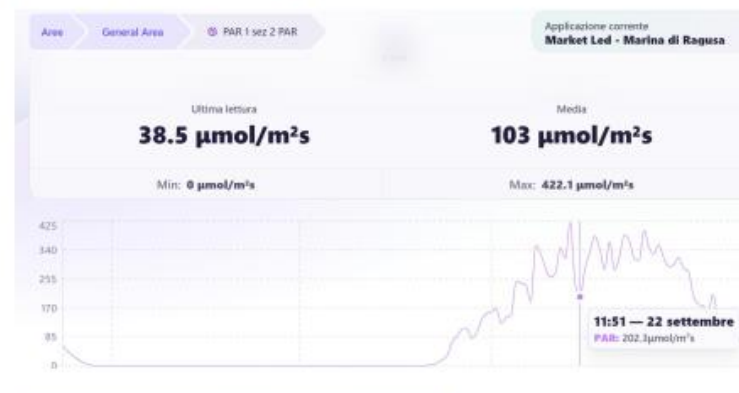 Aree
General Area
PAR 1 sez 2 PAR
Applicazione corrente
Market Led - Marina di Ragusa
Ultima lettura
38.5 μmol/m²s
Media
103 μmol/m²s
Min: 0 μmol/m²s
Max: 422.1 μmol/m²s
425
340
255
170
85
0
11:51 — 22 settembre
PAR: 202,3μmol/m²s